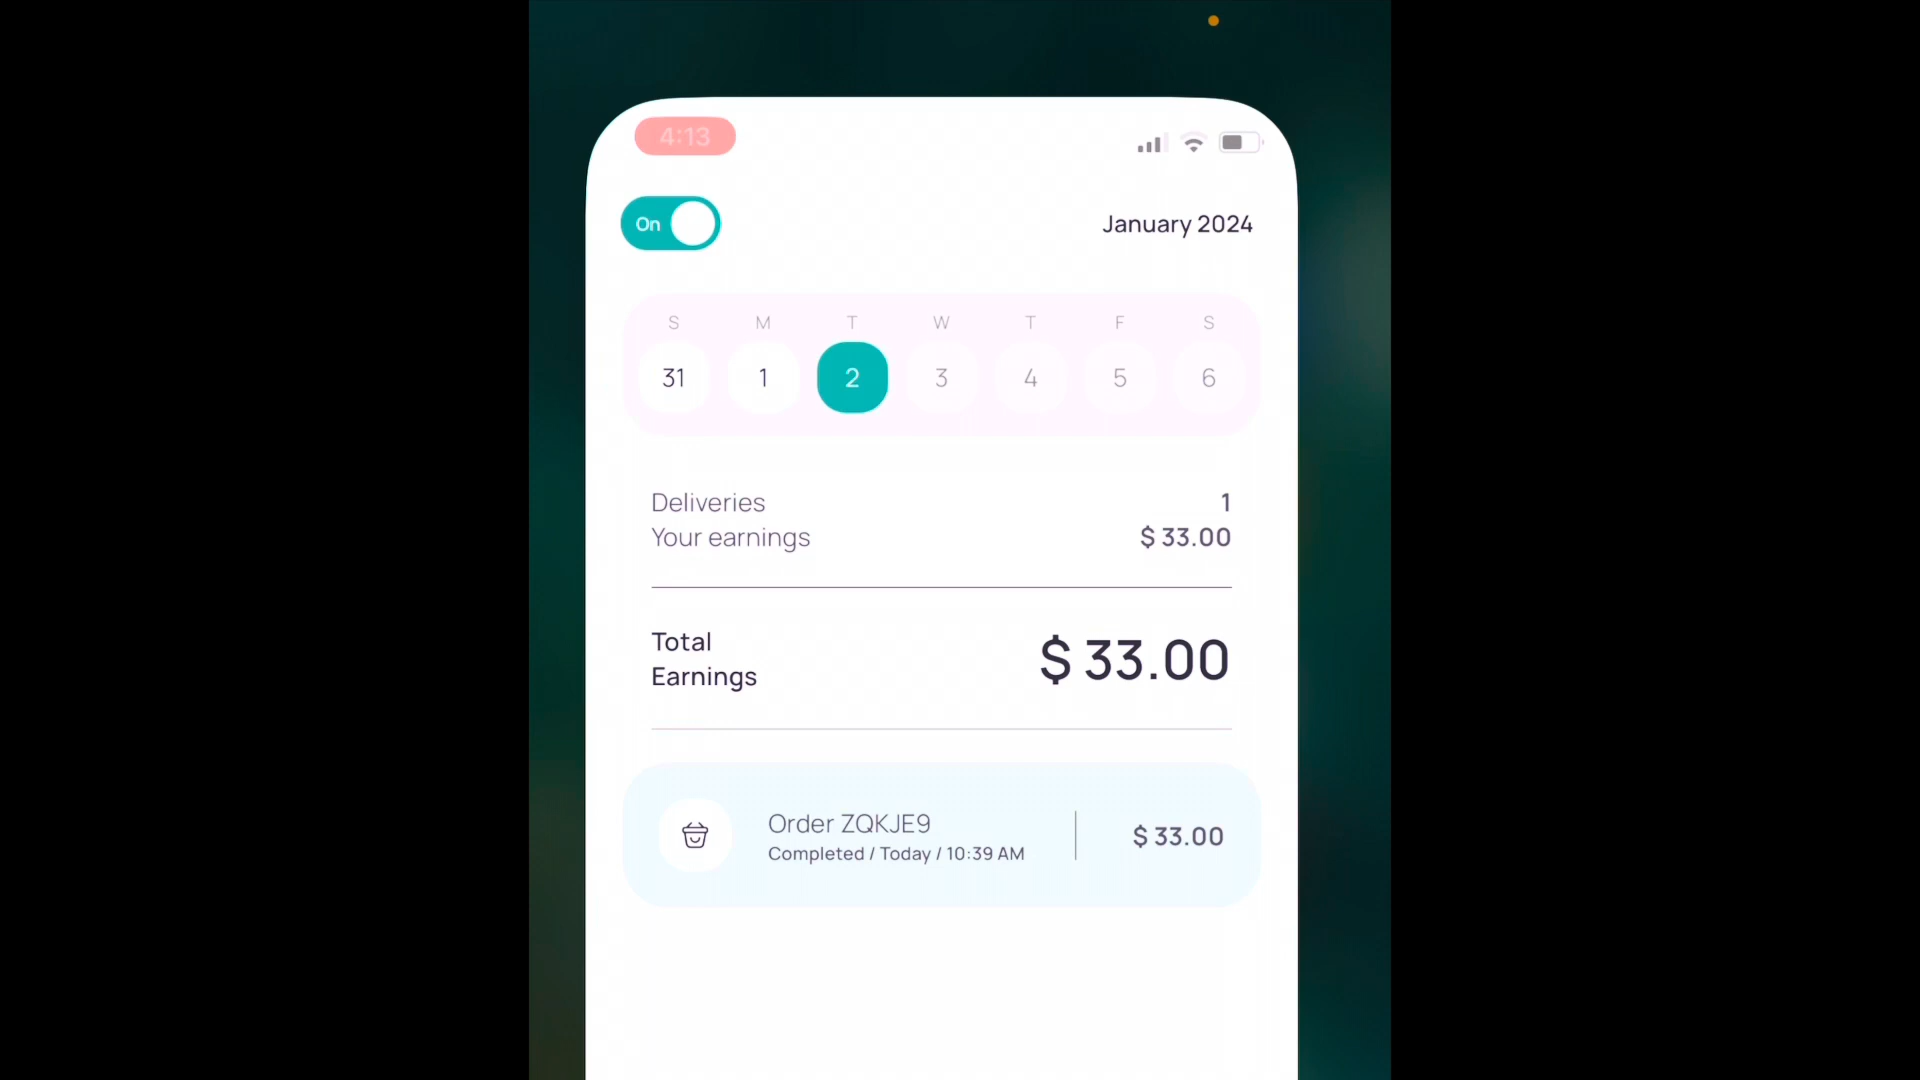 4:13
On
January 2024
S M T W T F S
31 1 2 3 4 5 6
Deliveries 1
Your earnings $ 33.00
Total
Earnings
$ 33.00
Order ZQKJE9
Completed / Today / 10:39 AM
$ 33.00